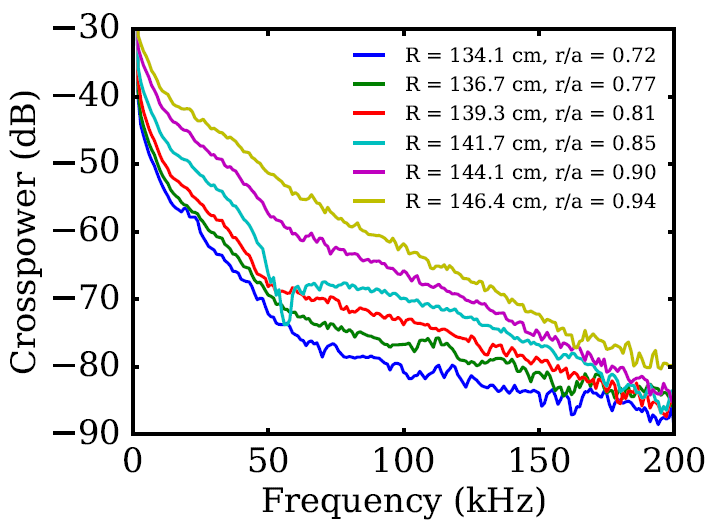 −30
−40
−50
−60
−70
−80
−90
Crosspower (dB)
R = 134.1 cm, r/a = 0.72
R = 136.7 cm, r/a = 0.77
R = 139.3 cm, r/a = 0.81
R = 141.7 cm, r/a = 0.85
R = 144.1 cm, r/a = 0.90
R = 146.4 cm, r/a = 0.94
0 50 100 150 200
Frequency (kHz)